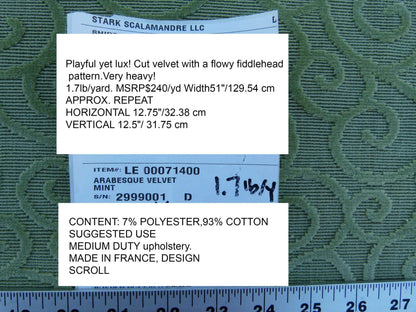 STARK SCALAMANDRE LLC
Playful yet lux! Cut velvet with a flowy fiddlehead
pattern.Very heavy!
1.7lb/yard. MSRP$240/yd Width51"/129.54 cm
APPROX. REPEAT
HORIZONTAL 12.75"/32.38 cm
VERTICAL 12.5"/ 31.75 cm
ITEM#: LE 00071400
ARABESQUE VELVET
MINT
1.7lb/y
S/N: 2999001 D
CONTENT: 7% POLYESTER,93% COTTON
SUGGESTED USE
MEDIUM DUTY upholstery.
MADE IN FRANCE, DESIGN
SCROLL
18 19 20 21 22 23 24 25 26 27